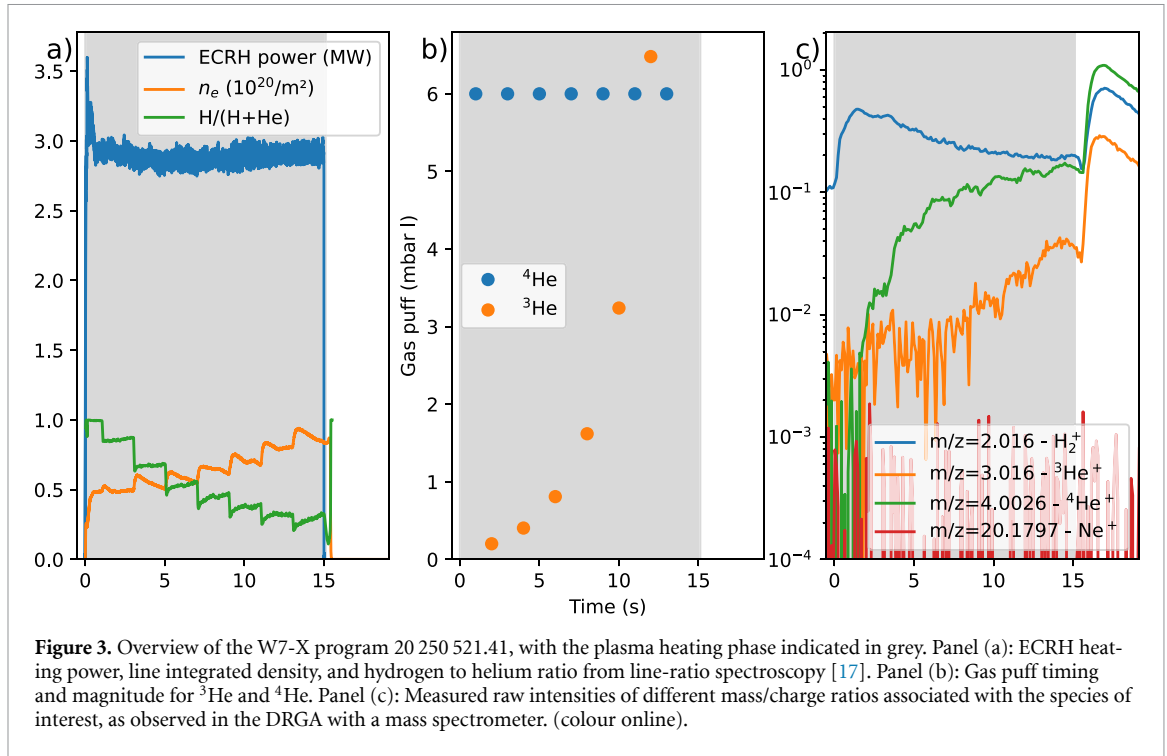 a)
ECRH power (MW)
nₑ (10²⁰/m²)
H/(H+He)
3.5
3.0
2.5
2.0
1.5
1.0
0.5
0.0
0
5
10
15
b)
Gas puff (mbar l)
6
5
4
3
2
1
0
⁴He
³He
0
5
10
15
Time (s)
c)
10⁰
10⁻¹
10⁻²
10⁻³
10⁻⁴
m/z=2.016 - H₂⁺
m/z=3.016 - ³He⁺
m/z=4.0026 - ⁴He⁺
m/z=20.1797 - Ne⁺
0
5
10
15
Figure 3. Overview of the W7-X program 20 250 521.41, with the plasma heating phase indicated in grey. Panel (a): ECRH heat-
ing power, line integrated density, and hydrogen to helium ratio from line-ratio spectroscopy [17]. Panel (b): Gas puff timing
and magnitude for ³He and ⁴He. Panel (c): Measured raw intensities of different mass/charge ratios associated with the species of
interest, as observed in the DRGA with a mass spectrometer. (colour online).